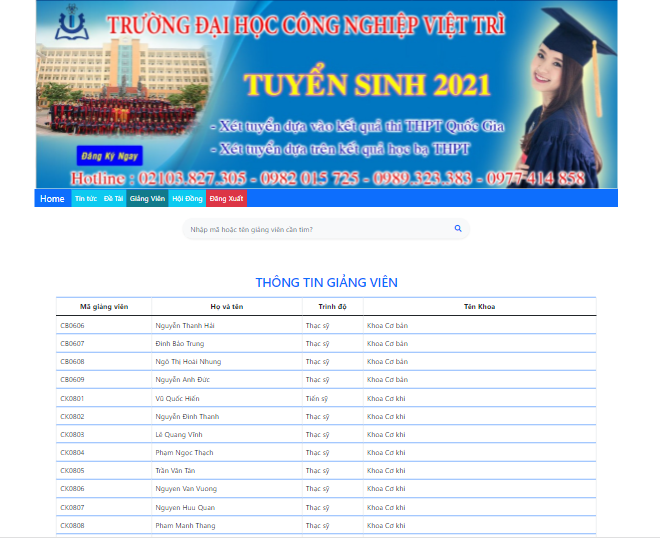 TRƯỜNG ĐẠI HỌC CÔNG NGHIỆP VIỆT TRÌ
TUYỂN SINH 2021
- Xét tuyển dựa vào kết quả thi THPT Quốc Gia
- Xét tuyển dựa trên kết quả học bạ THPT
Đăng Ký Ngay
Hotline : 02103.827.305 - 0982 015 725 - 0989.323.383 - 0977 414 858
Home Tin tức Đề Tài Giảng Viên Hội Đồng Đăng Xuất
Nhập mã hoặc tên giảng viên cần tìm?
THÔNG TIN GIẢNG VIÊN
Mã giảng viên Họ và tên Trình độ Tên Khoa
CB0606 Nguyễn Thanh Hải Thạc sỹ Khoa Cơ bản
CB0607 Đinh Bảo Trung Thạc sỹ Khoa Cơ bản
CB0608 Ngô Thị Hoài Nhung Thạc sỹ Khoa Cơ bản
CB0609 Nguyễn Anh Đức Thạc sỹ Khoa Cơ bản
CK0801 Vũ Quốc Hiến Tiến sỹ Khoa Cơ khí
CK0802 Nguyễn Đình Thanh Thạc sỹ Khoa Cơ khí
CK0803 Lê Quang Vĩnh Thạc sỹ Khoa Cơ khí
CK0804 Phạm Ngọc Thạch Thạc sỹ Khoa Cơ khí
CK0805 Trần Văn Tản Thạc sỹ Khoa Cơ khí
CK0806 Nguyen Van Vuong Thạc sỹ Khoa Cơ khí
CK0807 Nguyen Huu Quan Thạc sỹ Khoa Cơ khí
CK0808 Pham Manh Thang Thạc sỹ Khoa Cơ khí